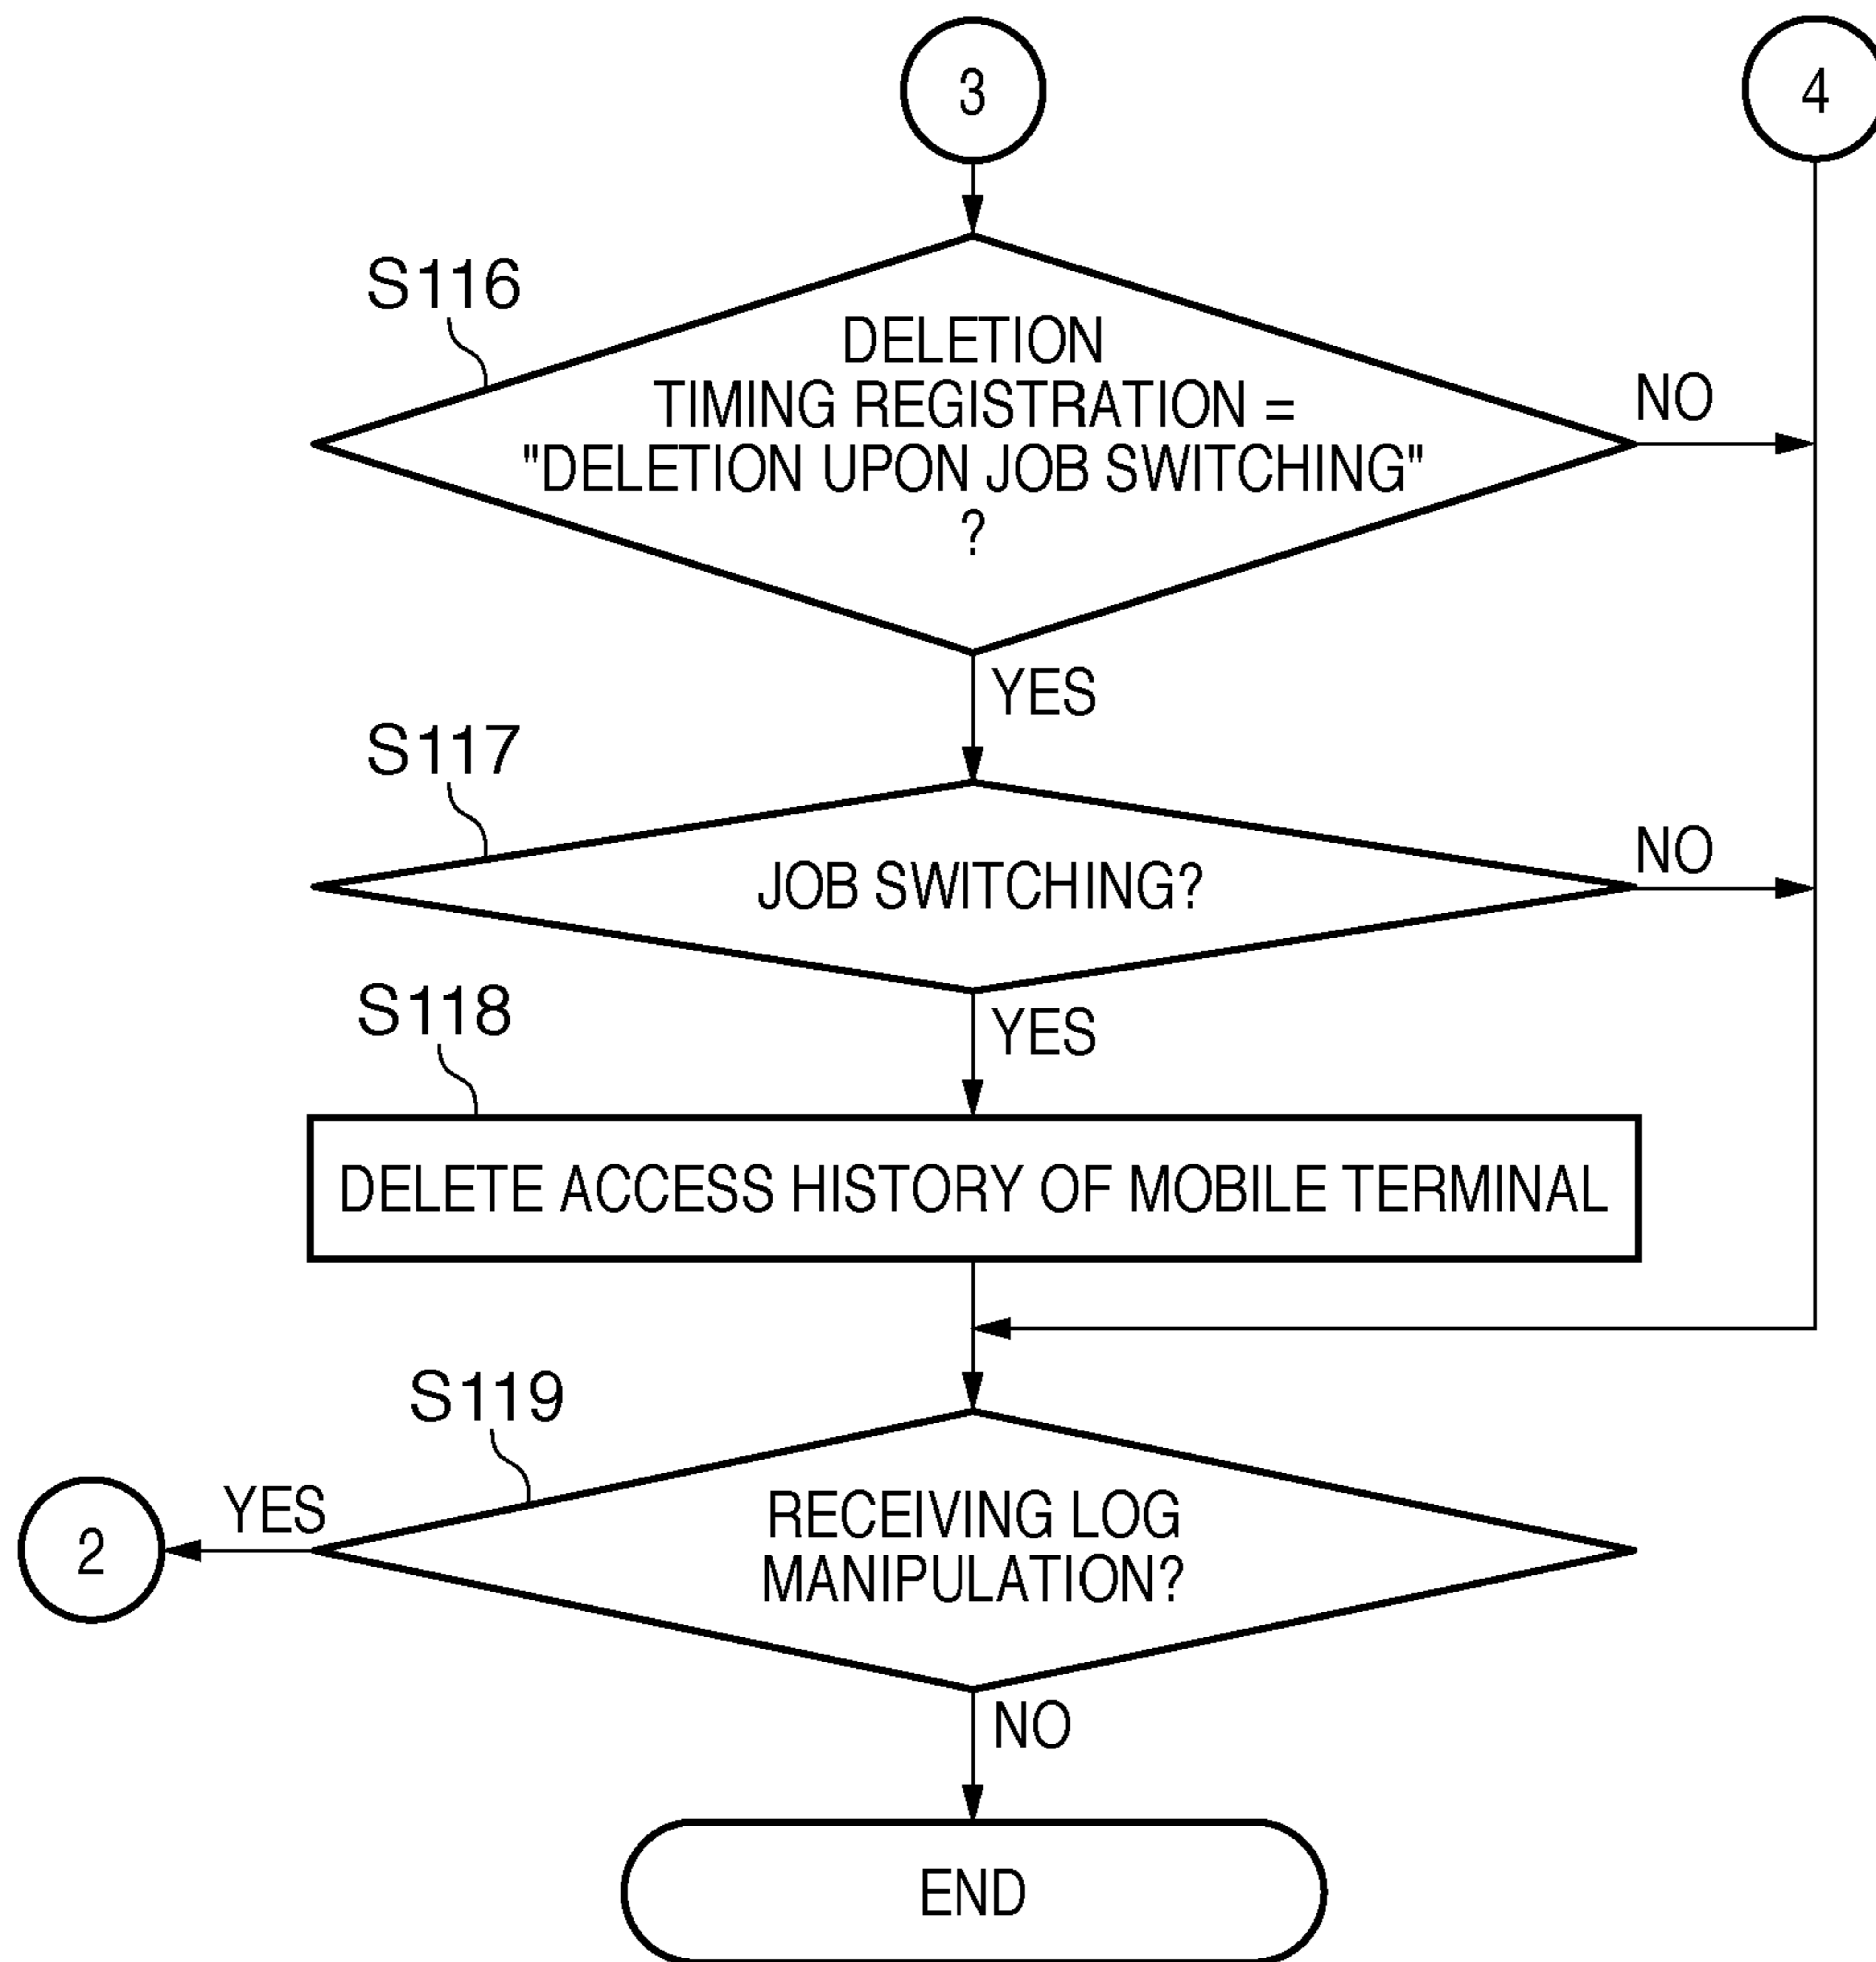 3
4
S116
DELETION
TIMING REGISTRATION =
"DELETION UPON JOB SWITCHING"
?
NO
YES
S117
JOB SWITCHING?
NO
YES
S118
DELETE ACCESS HISTORY OF MOBILE TERMINAL
S119
RECEIVING LOG
MANIPULATION?
YES
2
NO
END